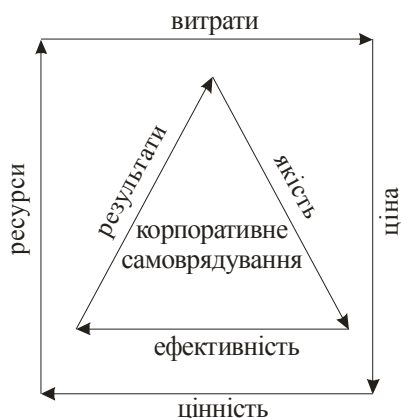 витрати
ресурси
результати
якість
ціна
корпоративне
самоврядування
ефективність
цінність